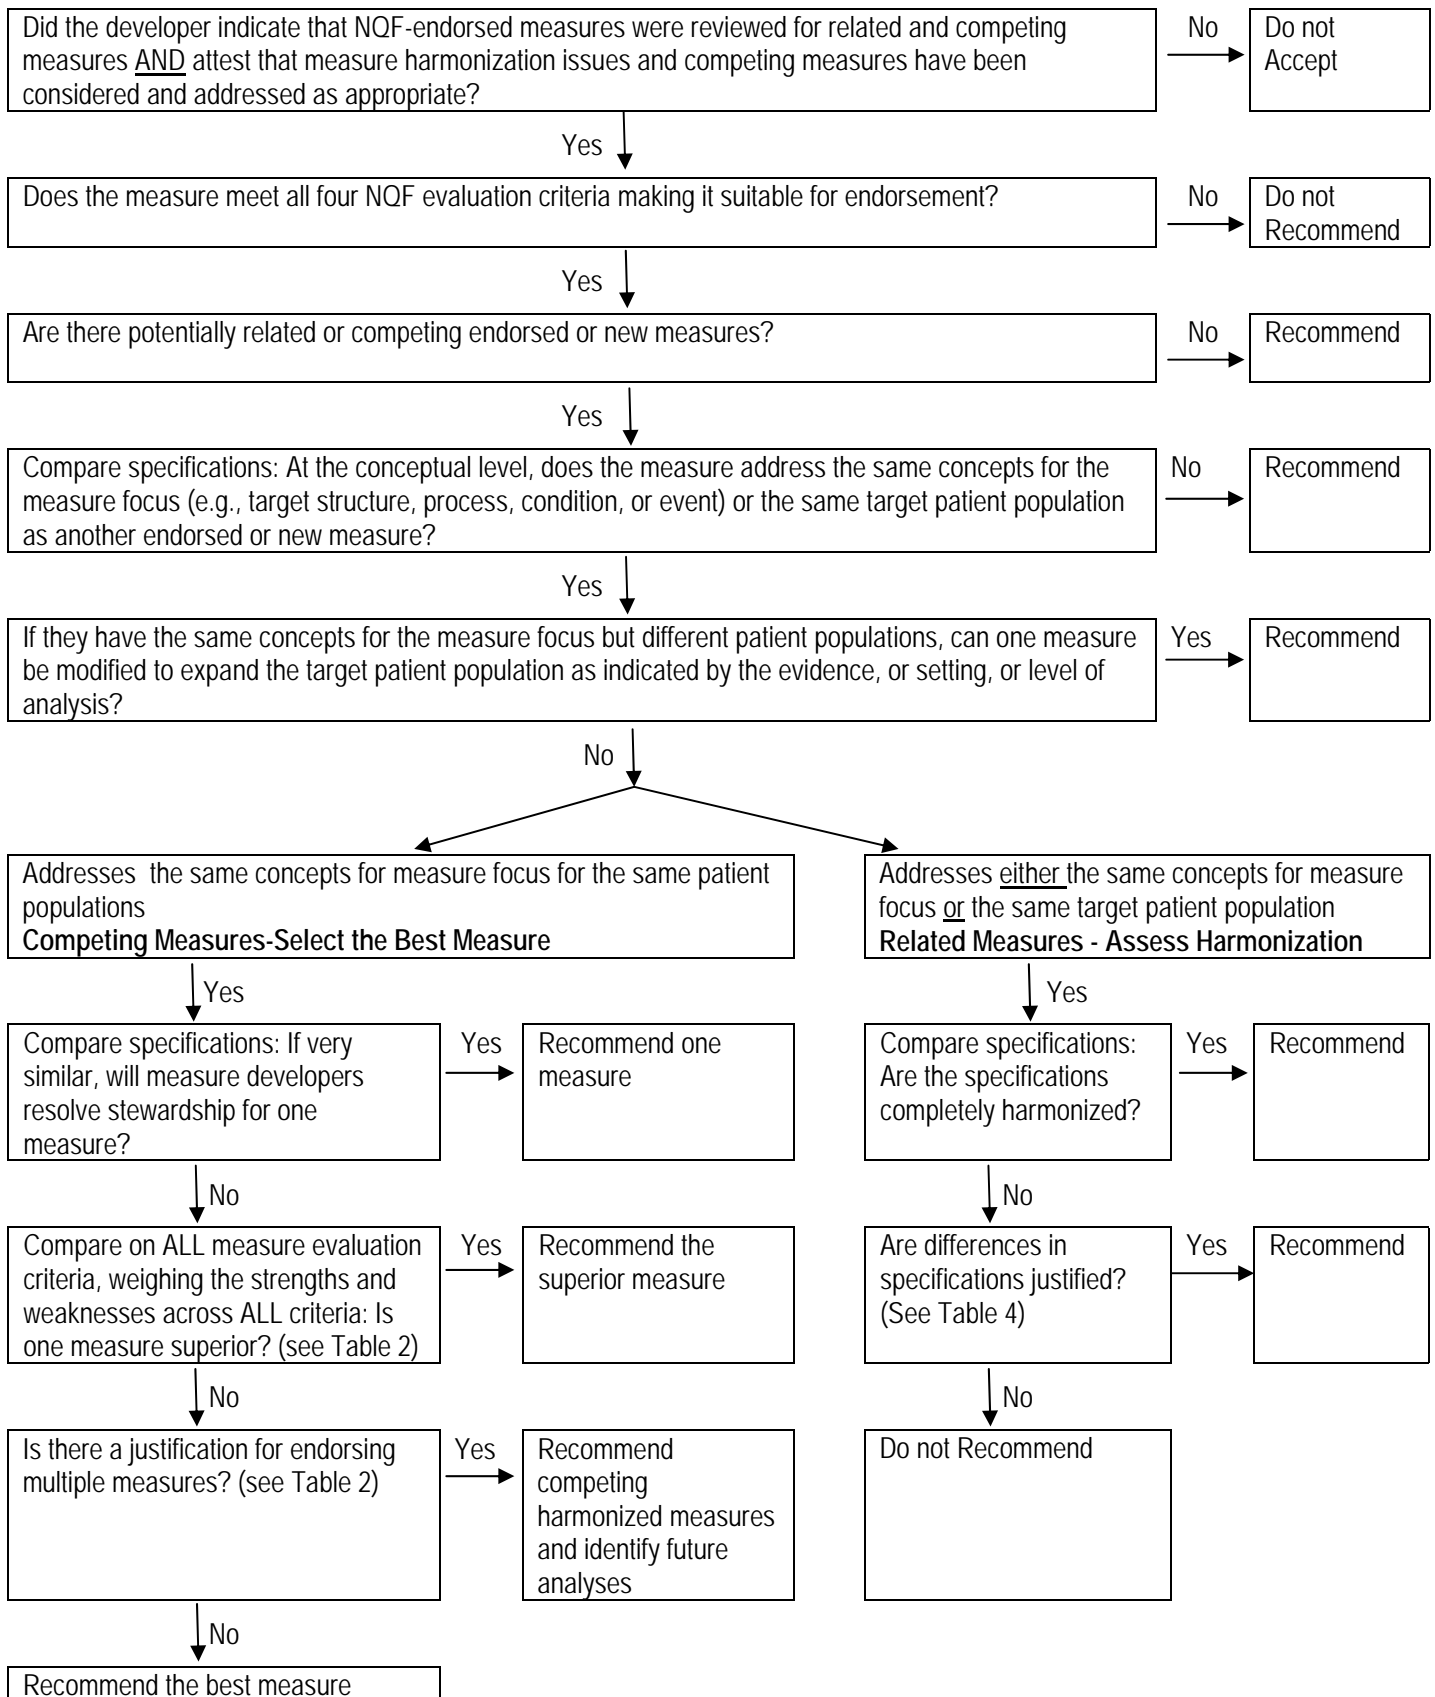 Did the developer indicate that NQF-endorsed measures were reviewed for related and competing
measures AND attest that measure harmonization issues and competing measures have been
considered and addressed as appropriate?
No
Do not
Accept
Yes
Does the measure meet all four NQF evaluation criteria making it suitable for endorsement?
No
Do not
Recommend
Yes
Are there potentially related or competing endorsed or new measures?
No
Recommend
Yes
Compare specifications: At the conceptual level, does the measure address the same concepts for the
measure focus (e.g., target structure, process, condition, or event) or the same target patient population
as another endorsed or new measure?
No
Recommend
Yes
If they have the same concepts for the measure focus but different patient populations, can one measure
be modified to expand the target patient population as indicated by the evidence, or setting, or level of
analysis?
Yes
Recommend
No
Addresses the same concepts for measure focus for the same patient
populations
Competing Measures-Select the Best Measure
Addresses either the same concepts for measure
focus or the same target patient population
Related Measures - Assess Harmonization
Yes
Yes
Compare specifications: If very
similar, will measure developers
resolve stewardship for one
measure?
Yes
Recommend one
measure
Compare specifications:
Are the specifications
completely harmonized?
Yes
Recommend
No
No
Compare on ALL measure evaluation
criteria, weighing the strengths and
weaknesses across ALL criteria: Is
one measure superior? (see Table 2)
Yes
Recommend the
superior measure
Are differences in
specifications justified?
(See Table 4)
Yes
Recommend
No
No
Is there a justification for endorsing
multiple measures? (see Table 2)
Yes
Recommend
competing
harmonized measures
and identify future
analyses
Do not Recommend
No
Recommend the best measure